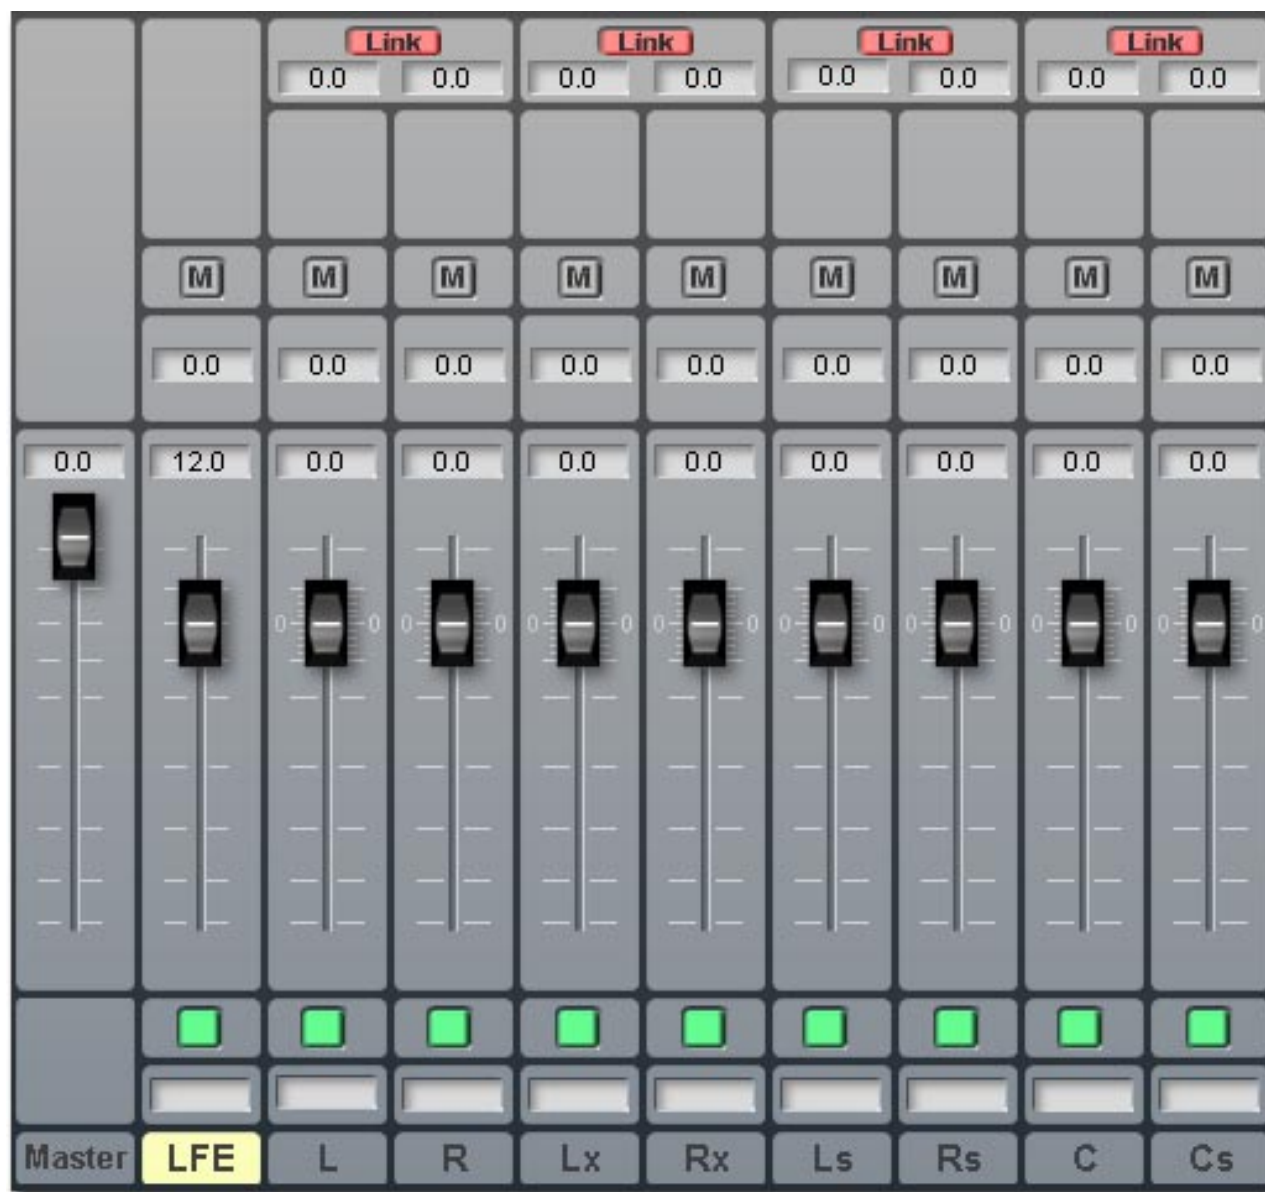 Link Link Link Link
0.0 0.0 0.0 0.0 0.0 0.0 0.0 0.0
M M M M M M M M M
0.0 0.0 0.0 0.0 0.0 0.0 0.0 0.0 0.0
0.0 12.0 0.0 0.0 0.0 0.0 0.0 0.0 0.0 0.0
0 0 0 0 0 0 0 0 0 0 0 0 0 0 0 0
Master LFE L R Lx Rx Ls Rs C Cs